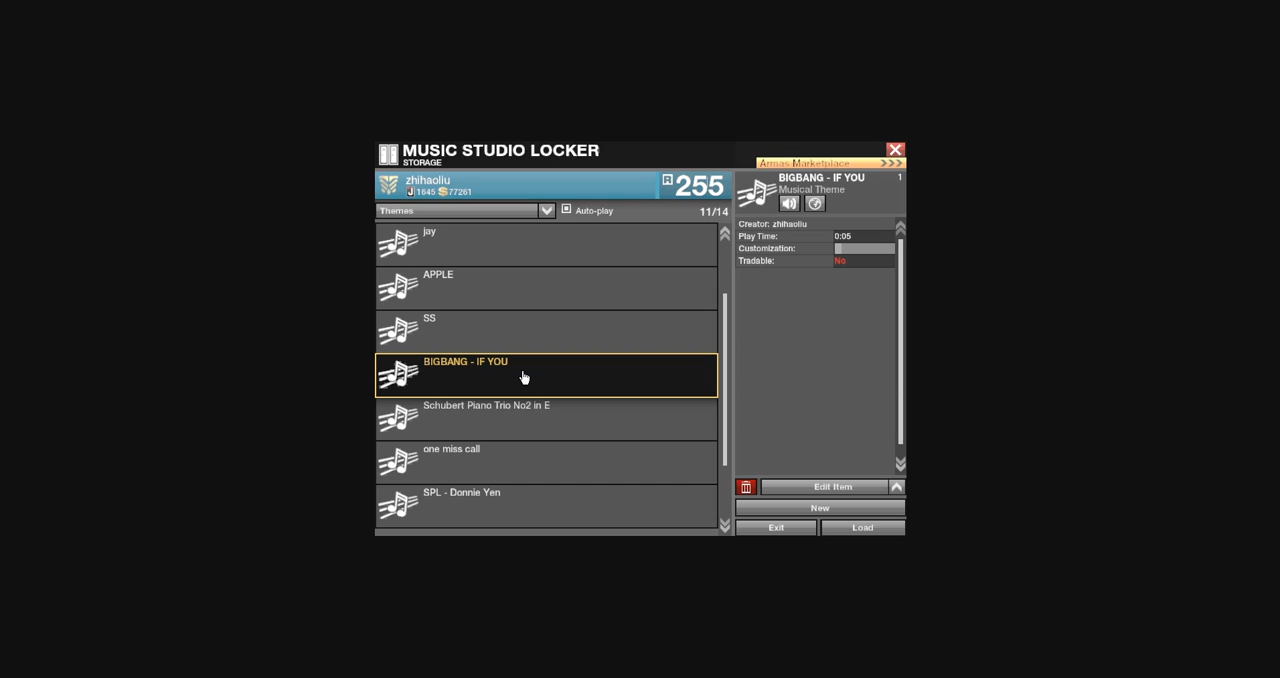 MUSIC STUDIO LOCKER
STORAGE
Armas Marketplace >>>
zhihaoliu
J 1645 77261
R 255
Themes
Auto-play
11/14
jay
APPLE
SS
BIGBANG - IF YOU
Schubert Piano Trio No2 in E
one miss call
SPL - Donnie Yen
BIGBANG - IF YOU
1
Musical Theme
Creator: zhihaoliu
Play Time: 0:05
Customization:
Tradable: No
Edit Item
New
Exit
Load